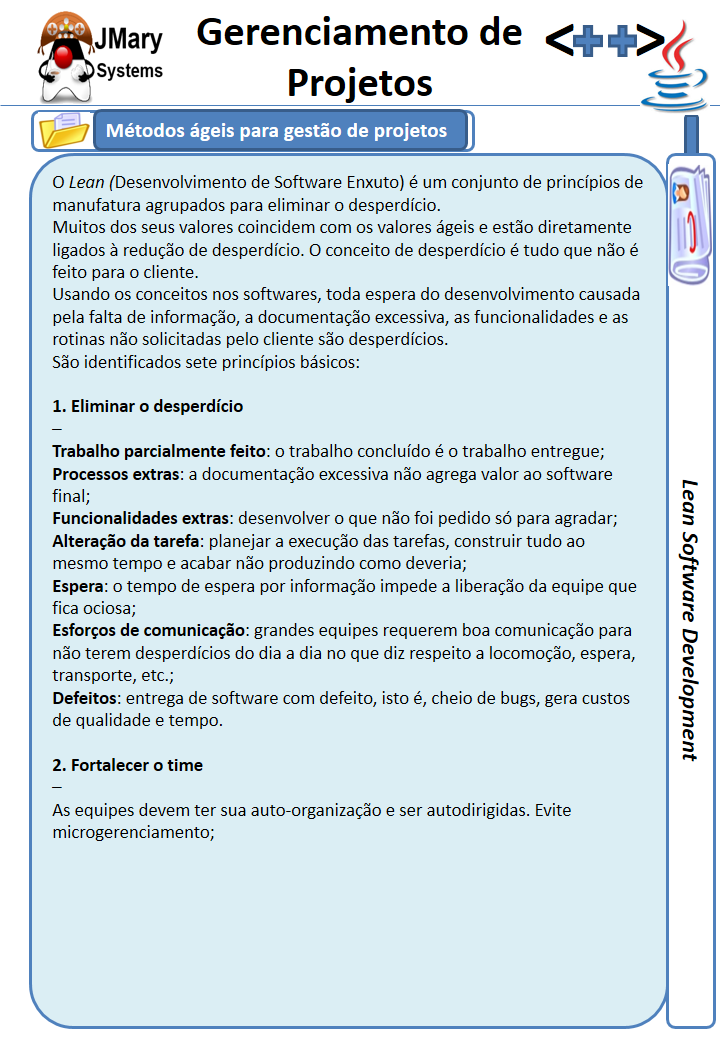 JMary
Systems
Gerenciamento de
Projetos
<++>
Métodos ágeis para gestão de projetos
O Lean (Desenvolvimento de Software Enxuto) é um conjunto de princípios de
manufatura agrupados para eliminar o desperdício.
Muitos dos seus valores coincidem com os valores ágeis e estão diretamente
ligados à redução de desperdício. O conceito de desperdício é tudo que não é
feito para o cliente.
Usando os conceitos nos softwares, toda espera do desenvolvimento causada
pela falta de informação, a documentação excessiva, as funcionalidades e as
rotinas não solicitadas pelo cliente são desperdícios.
São identificados sete princípios básicos:
1. Eliminar o desperdício
–
Trabalho parcialmente feito: o trabalho concluído é o trabalho entregue;
Processos extras: a documentação excessiva não agrega valor ao software
final;
Funcionalidades extras: desenvolver o que não foi pedido só para agradar;
Alteração da tarefa: planejar a execução das tarefas, construir tudo ao
mesmo tempo e acabar não produzindo como deveria;
Espera: o tempo de espera por informação impede a liberação da equipe que
fica ociosa;
Esforços de comunicação: grandes equipes requerem boa comunicação para
não terem desperdícios do dia a dia no que diz respeito a locomoção, espera,
transporte, etc.;
Defeitos: entrega de software com defeito, isto é, cheio de bugs, gera custos
de qualidade e tempo.
2. Fortalecer o time
–
As equipes devem ter sua auto-organização e ser autodirigidas. Evite
microgerenciamento;
Lean Software Development